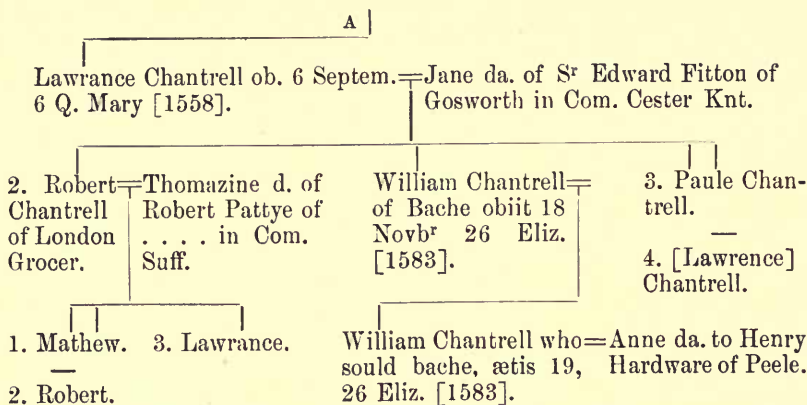 A
Lawrance Chantrell ob. 6 Septem.=Jane da. of Sʳ Edward Fitton of
6 Q. Mary [1558].
Gosworth in Com. Cester Knt.
2. Robert=Thomazine d. of
Chantrell
Robert Pattye of
of London
. . . . in Com.
Grocer.
Suff.
William Chantrell=
of Bache obiit 18
Novbʳ 26 Eliz.
[1583].
3. Paule Chan-
trell.
—
4. [Lawrence]
Chantrell.
1. Mathew.
3. Lawrance.
—
2. Robert.
William Chantrell who=Anne da. to Henry
sould bache, ætis 19,
Hardware of Peele.
26 Eliz. [1583].